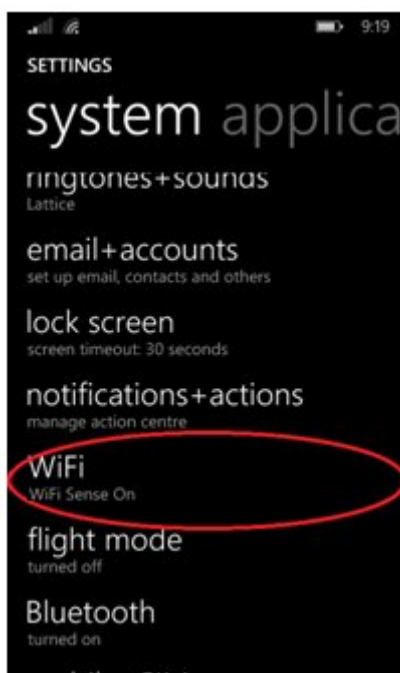 9:19
SETTINGS
system applica
ringtones+sounds
Lattice
email+accounts
set up email, contacts and others
lock screen
screen timeout: 30 seconds
notifications+actions
manage action centre
WiFi
WiFi Sense On
flight mode
turned off
Bluetooth
turned on